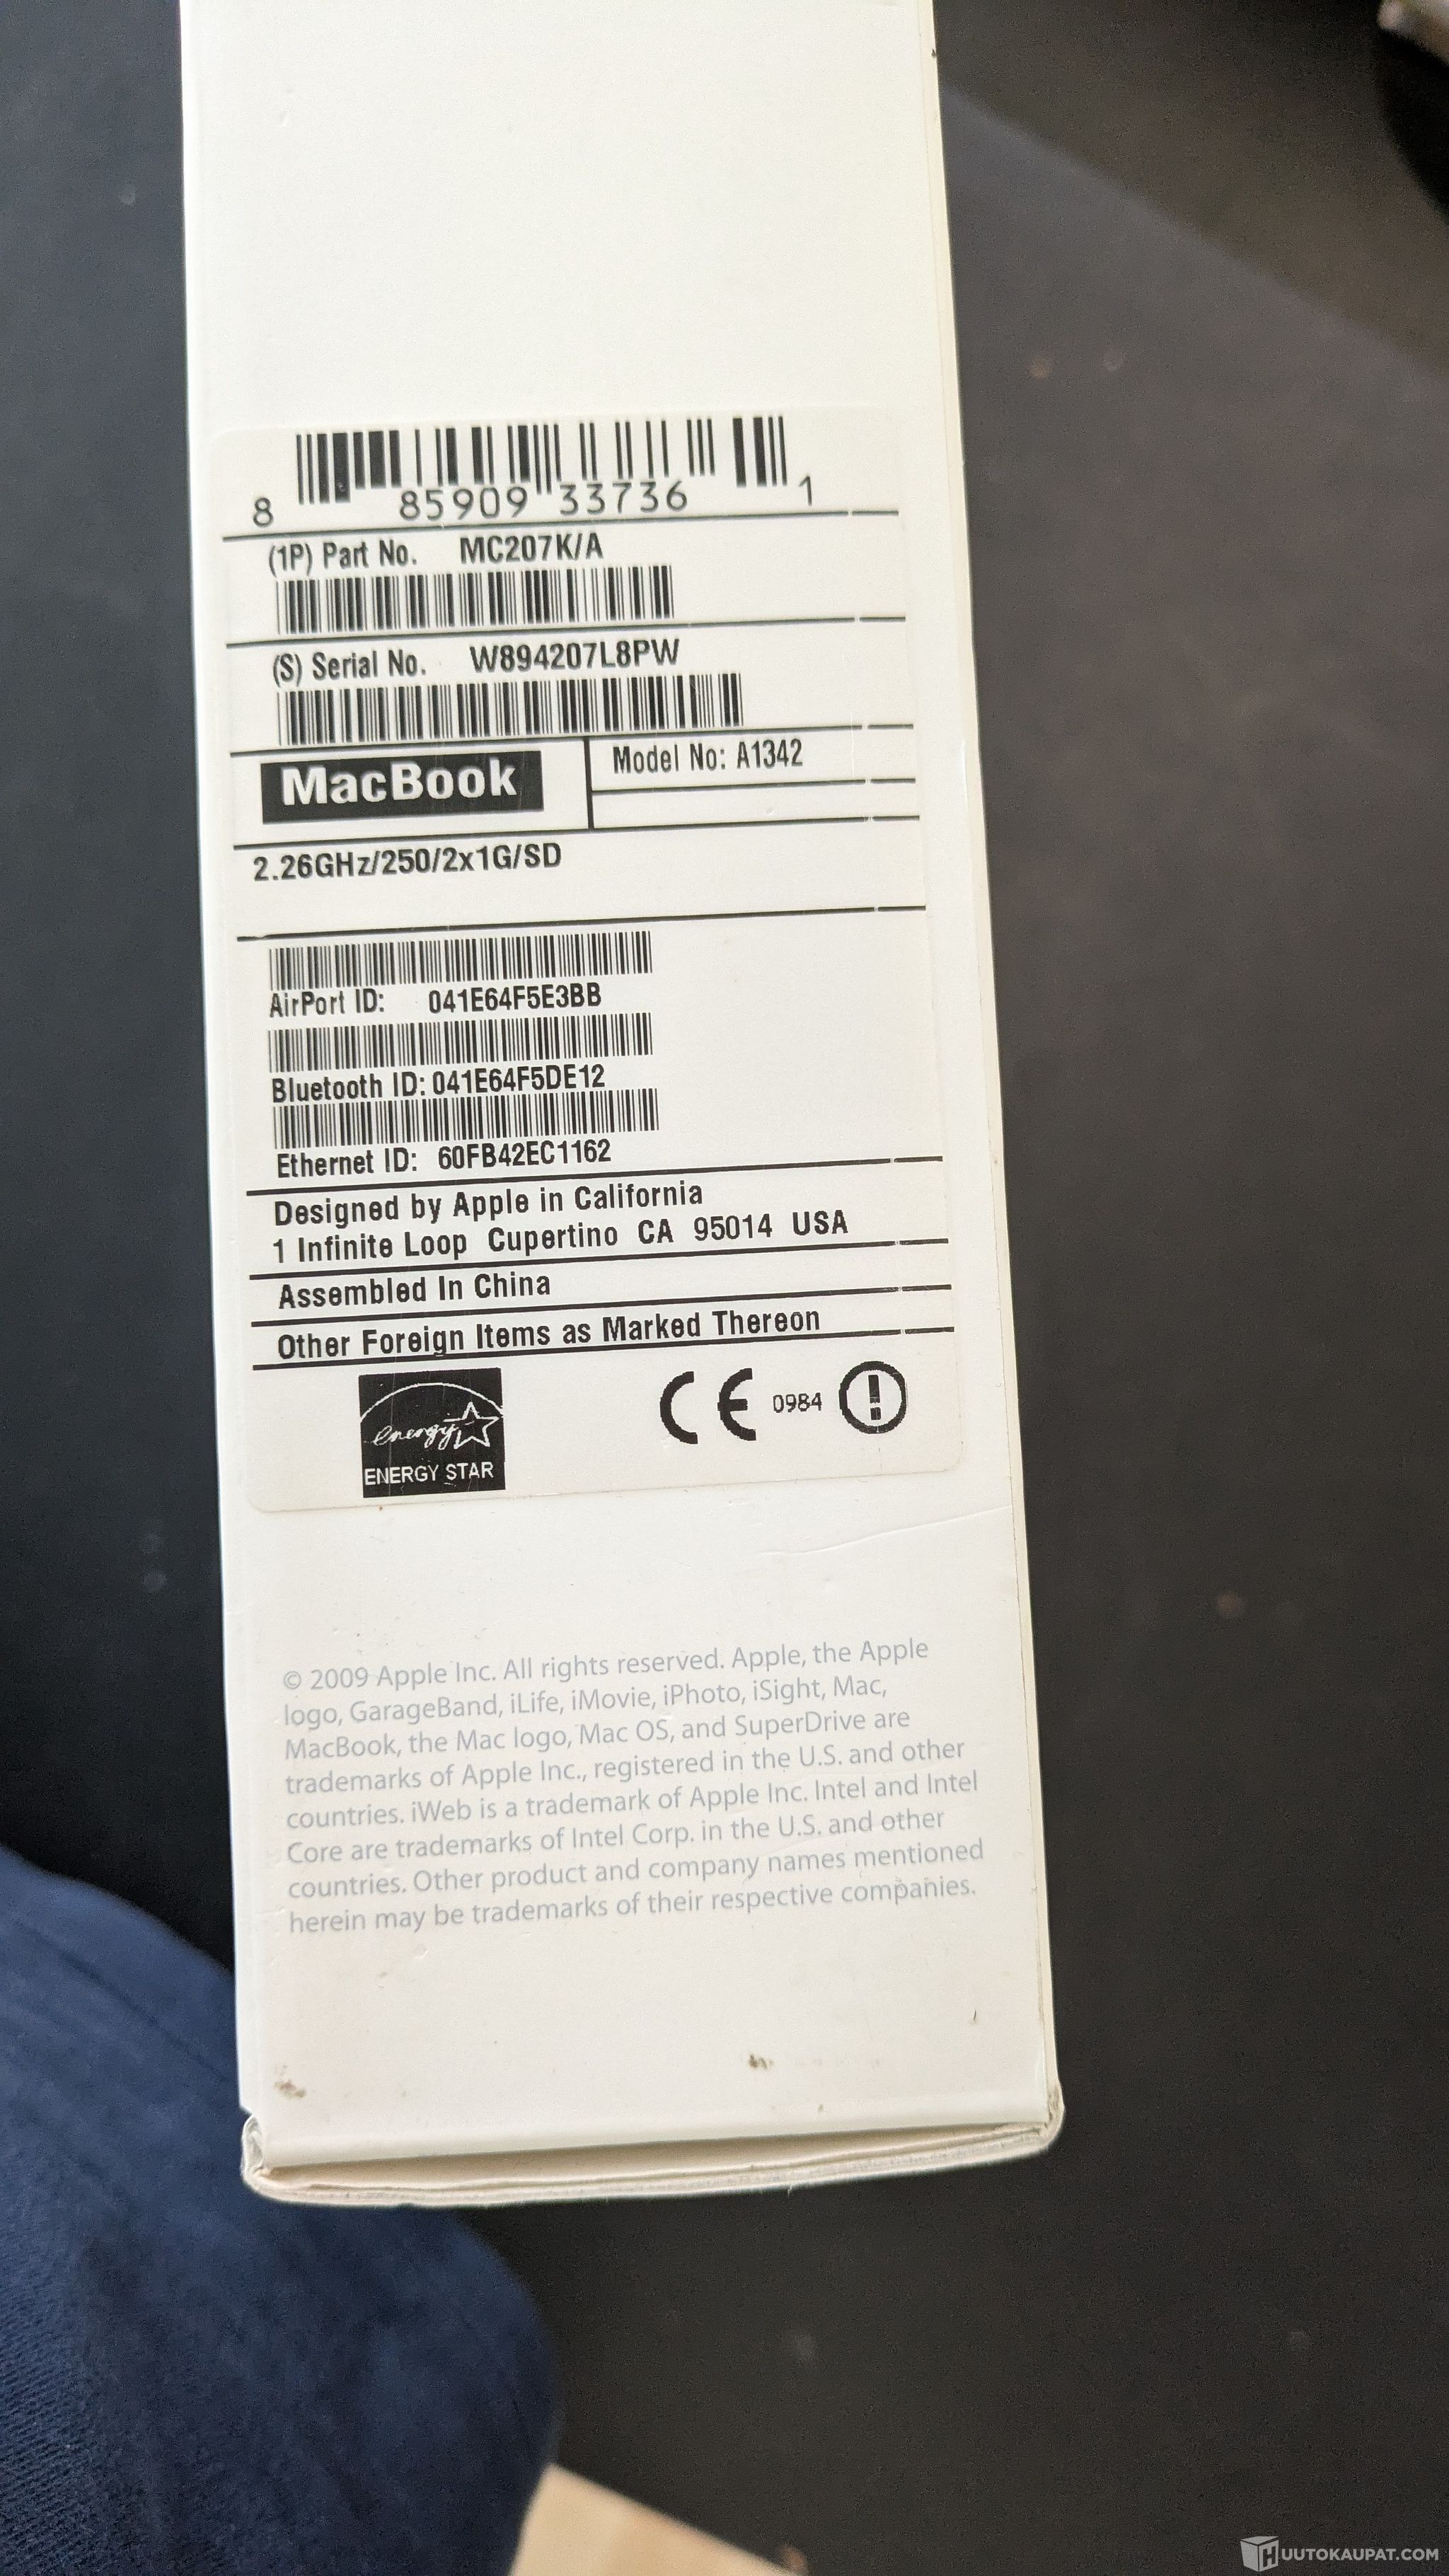 8 85909 33736 1
(1P) Part No. MC207K/A
(S) Serial No. W894207L8PW
MacBook Model No: A1342
2.26GHz/250/2x1G/SD
AirPort ID: 041E64F5E3BB
Bluetooth ID: 041E64F5DE12
Ethernet ID: 60FB42EC1162
Designed by Apple in California
1 Infinite Loop Cupertino CA 95014 USA
Assembled In China
Other Foreign Items as Marked Thereon
energy
ENERGY STAR
CE 0984
© 2009 Apple Inc. All rights reserved. Apple, the Apple
logo, GarageBand, iLife, iMovie, iPhoto, iSight, Mac,
MacBook, the Mac logo, Mac OS, and SuperDrive are
trademarks of Apple Inc., registered in the U.S. and other
countries. iWeb is a trademark of Apple Inc. Intel and Intel
Core are trademarks of Intel Corp. in the U.S. and other
countries. Other product and company names mentioned
herein may be trademarks of their respective companies.
HUUTOKAUPAT.COM